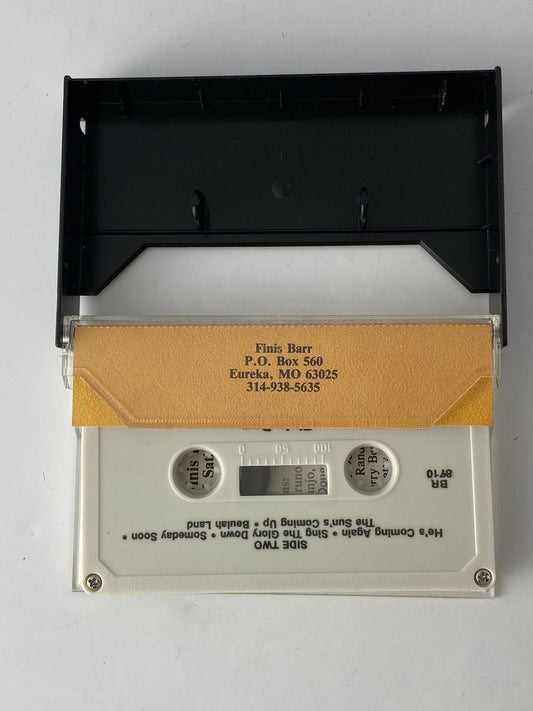 Finis Barr
P.O. Box 560
Eureka, MO 63025
314-938-5635
0 50 100
BR
8710
SIDE TWO
He's Coming Again • Sing The Glory Down • Someday Soon •
The Sun's Coming Up • Beulah Land